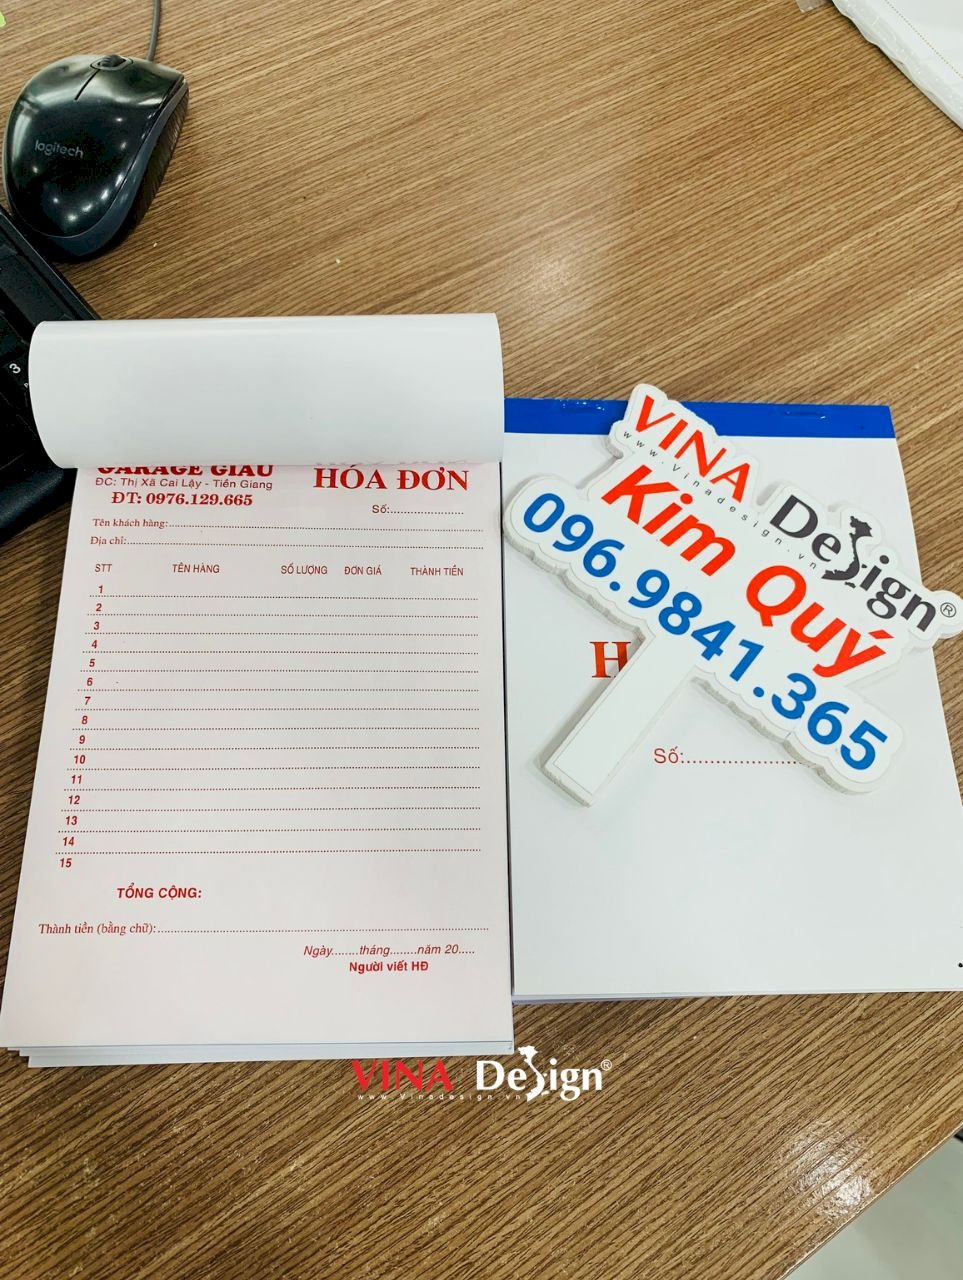 logitech
3
GARAGE GIÀU
ĐC: Thị Xã Cai Lậy - Tiền Giang
ĐT: 0976.129.665
HÓA ĐƠN
Số:....................
Tên khách hàng:
Địa chỉ:
STT TÊN HÀNG SỐ LƯỢNG ĐƠN GIÁ THÀNH TIỀN
1
2
3
4
5
6
7
8
9
10
11
12
13
14
15
TỔNG CỘNG:
Thành tiền (bằng chữ):
Ngày........tháng........năm 20.....
Người viết HĐ
VINA Design®
www.Vinadesign.vn
Kim Quý
096.9841.365
H
Số:
VINA Design®
www.Vinadesign.vn